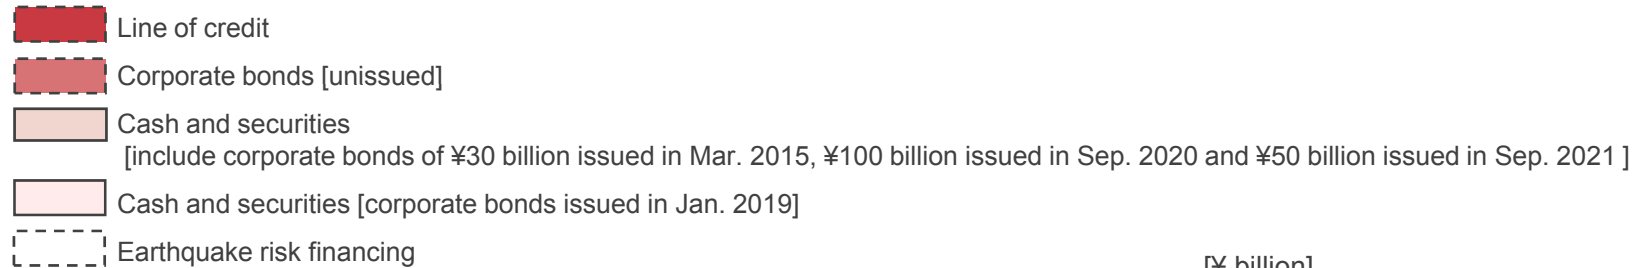 Line of credit
Corporate bonds [unissued]
Cash and securities
[include corporate bonds of ¥30 billion issued in Mar. 2015, ¥100 billion issued in Sep. 2020 and ¥50 billion issued in Sep. 2021 ]
Cash and securities [corporate bonds issued in Jan. 2019]
Earthquake risk financing
[¥ billion]